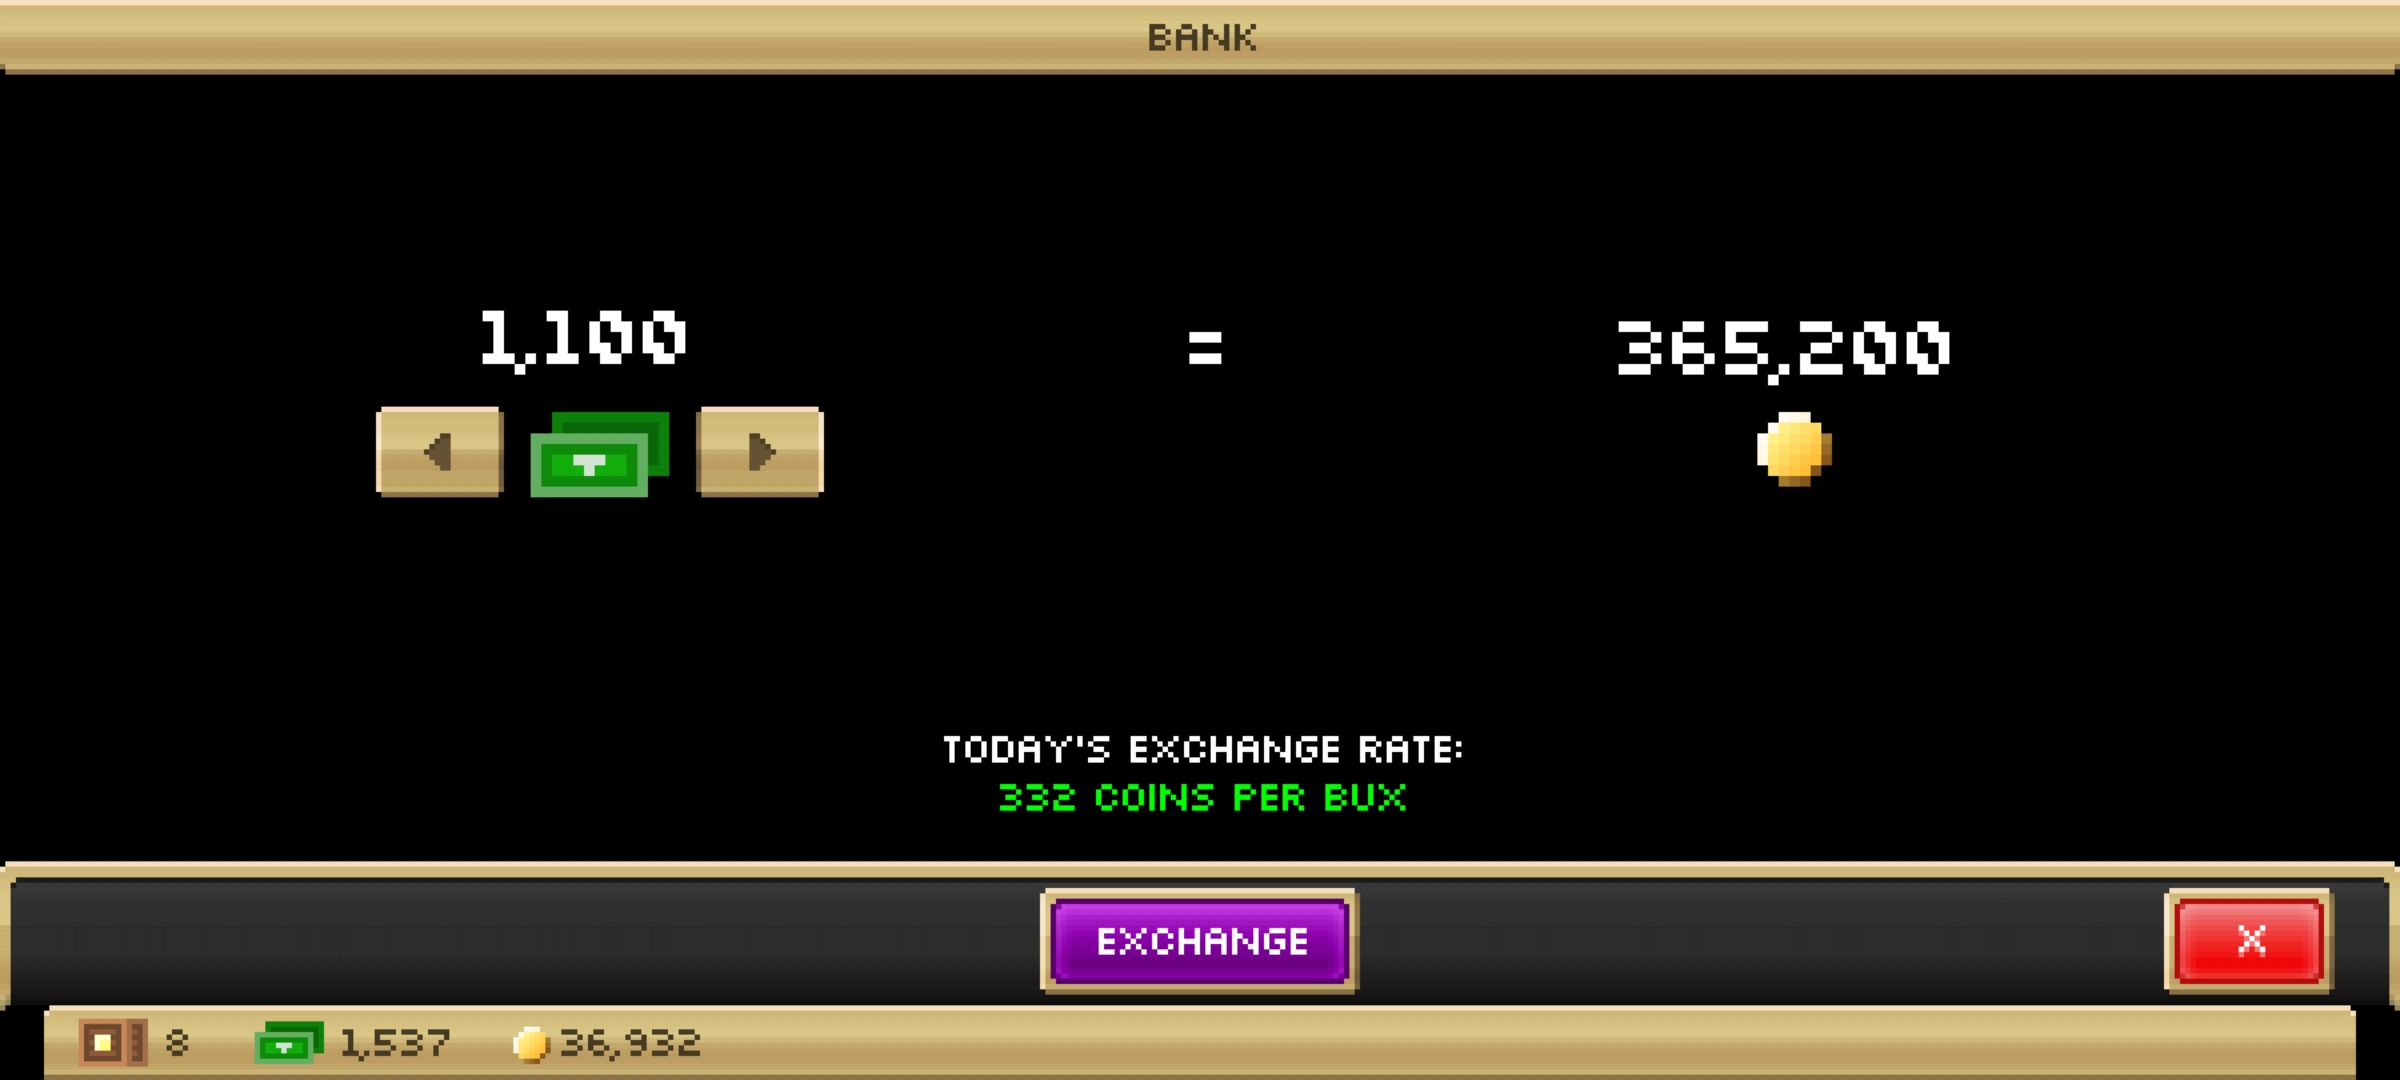 BANK
1,100 = 365,200
TODAY'S EXCHANGE RATE:
332 COINS PER BUX
EXCHANGE X
8 1,537 36,932